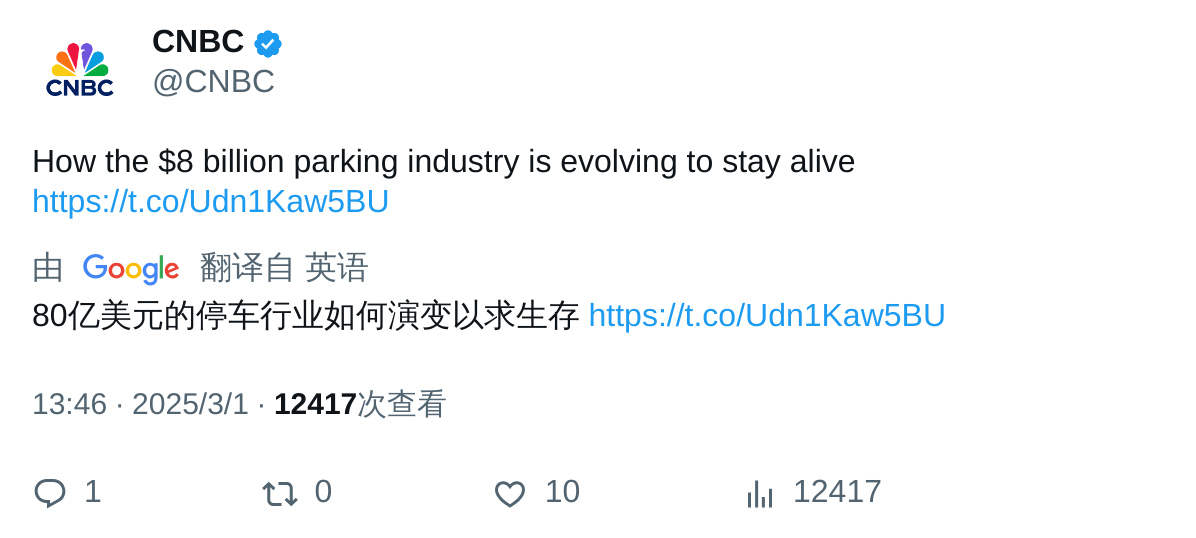 CNBC
CNBC
@CNBC
How the $8 billion parking industry is evolving to stay alive
https://t.co/Udn1Kaw5BU
由 Google 翻译自 英语
80亿美元的停车行业如何演变以求生存 https://t.co/Udn1Kaw5BU
13:46 · 2025/3/1 · 12417次查看
1 0 10 12417